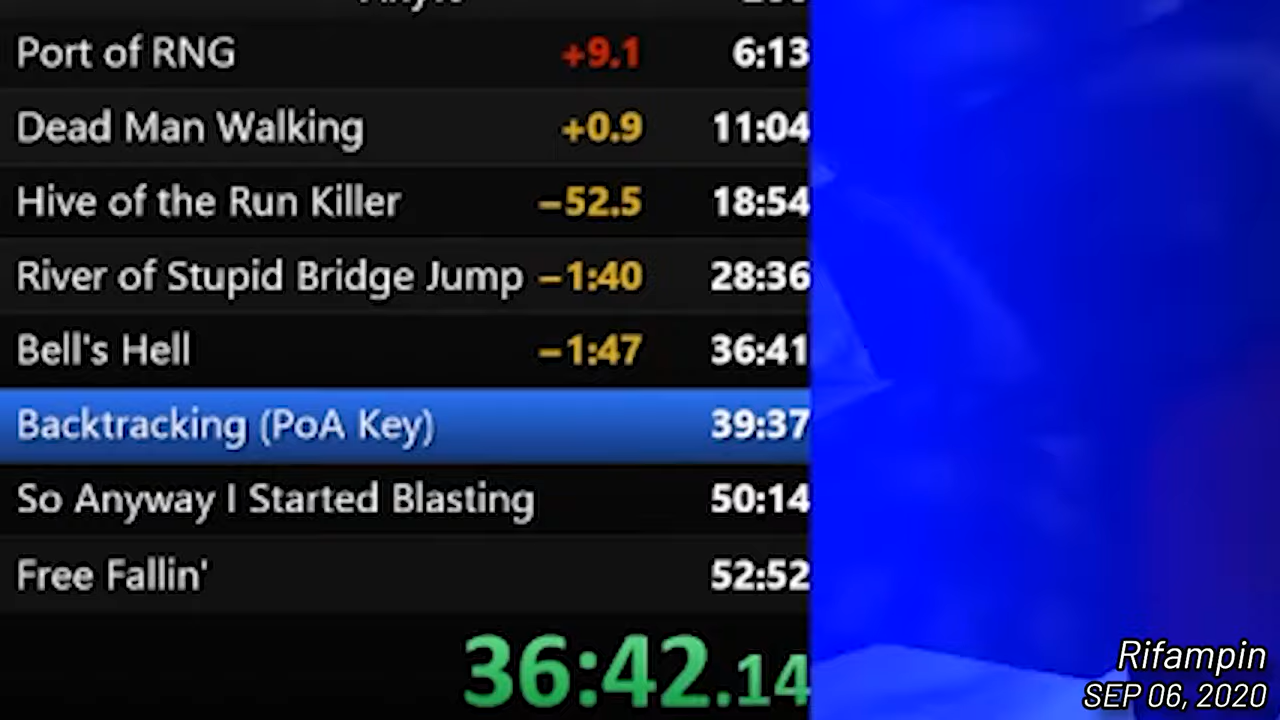 Port of RNG +9.1 6:13
Dead Man Walking +0.9 11:04
Hive of the Run Killer −52.5 18:54
River of Stupid Bridge Jump −1:40 28:36
Bell's Hell −1:47 36:41
Backtracking (PoA Key) 39:37
So Anyway I Started Blasting 50:14
Free Fallin' 52:52
36:42.14
Rifampin
SEP 06, 2020